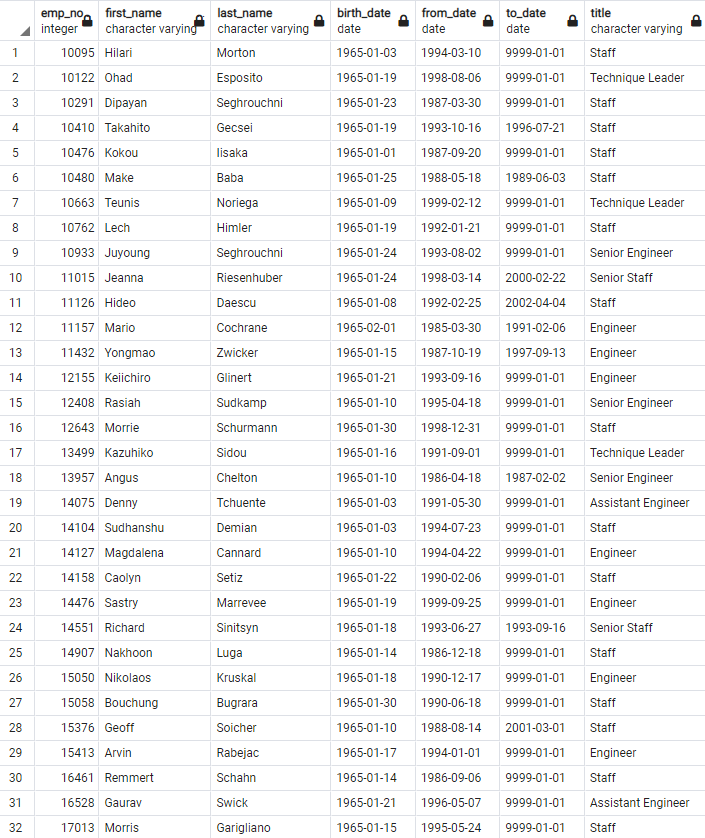 emp_no first_name last_name birth_date from_date to_date title
integer character varying character varying date date date character varying
1 10095 Hilari Morton 1965-01-03 1994-03-10 9999-01-01 Staff
2 10122 Ohad Esposito 1965-01-19 1998-08-06 9999-01-01 Technique Leader
3 10291 Dipayan Seghrouchni 1965-01-23 1987-03-30 9999-01-01 Staff
4 10410 Takahito Gecsei 1965-01-19 1993-10-16 1996-07-21 Staff
5 10476 Kokou Iisaka 1965-01-01 1987-09-20 9999-01-01 Staff
6 10480 Make Baba 1965-01-25 1988-05-18 1989-06-03 Staff
7 10663 Teunis Noriega 1965-01-09 1999-02-12 9999-01-01 Technique Leader
8 10762 Lech Himler 1965-01-19 1992-01-21 9999-01-01 Staff
9 10933 Juyoung Seghrouchni 1965-01-24 1993-08-02 9999-01-01 Senior Engineer
10 11015 Jeanna Riesenhuber 1965-01-24 1998-03-14 2000-02-22 Senior Staff
11 11126 Hideo Daescu 1965-01-08 1992-02-25 2002-04-04 Staff
12 11157 Mario Cochrane 1965-02-01 1985-03-30 1991-02-06 Engineer
13 11432 Yongmao Zwicker 1965-01-15 1987-10-19 1997-09-13 Engineer
14 12155 Keiichiro Glinert 1965-01-21 1993-09-16 9999-01-01 Engineer
15 12408 Rasiah Sudkamp 1965-01-10 1995-04-18 9999-01-01 Senior Engineer
16 12643 Morrie Schurmann 1965-01-30 1998-12-31 9999-01-01 Staff
17 13499 Kazuhiko Sidou 1965-01-16 1991-09-01 9999-01-01 Technique Leader
18 13957 Angus Chelton 1965-01-10 1986-04-18 1987-02-02 Senior Engineer
19 14075 Denny Tchuente 1965-01-03 1991-05-30 9999-01-01 Assistant Engineer
20 14104 Sudhanshu Demian 1965-01-03 1994-07-23 9999-01-01 Staff
21 14127 Magdalena Cannard 1965-01-10 1994-04-22 9999-01-01 Engineer
22 14158 Caolyn Setiz 1965-01-22 1990-02-06 9999-01-01 Staff
23 14476 Sastry Marrevee 1965-01-19 1999-09-25 9999-01-01 Engineer
24 14551 Richard Sinitsyn 1965-01-18 1993-06-27 1993-09-16 Senior Staff
25 14907 Nakhoon Luga 1965-01-14 1986-12-18 9999-01-01 Staff
26 15050 Nikolaos Kruskal 1965-01-18 1990-12-17 9999-01-01 Engineer
27 15058 Bouchung Bugrara 1965-01-30 1990-06-18 9999-01-01 Staff
28 15376 Geoff Soicher 1965-01-10 1988-08-14 2001-03-01 Staff
29 15413 Arvin Rabejac 1965-01-17 1994-01-01 9999-01-01 Engineer
30 16461 Remmert Schahn 1965-01-14 1986-09-06 9999-01-01 Staff
31 16528 Gaurav Swick 1965-01-21 1996-05-07 9999-01-01 Assistant Engineer
32 17013 Morris Garigliano 1965-01-15 1995-05-24 9999-01-01 Staff